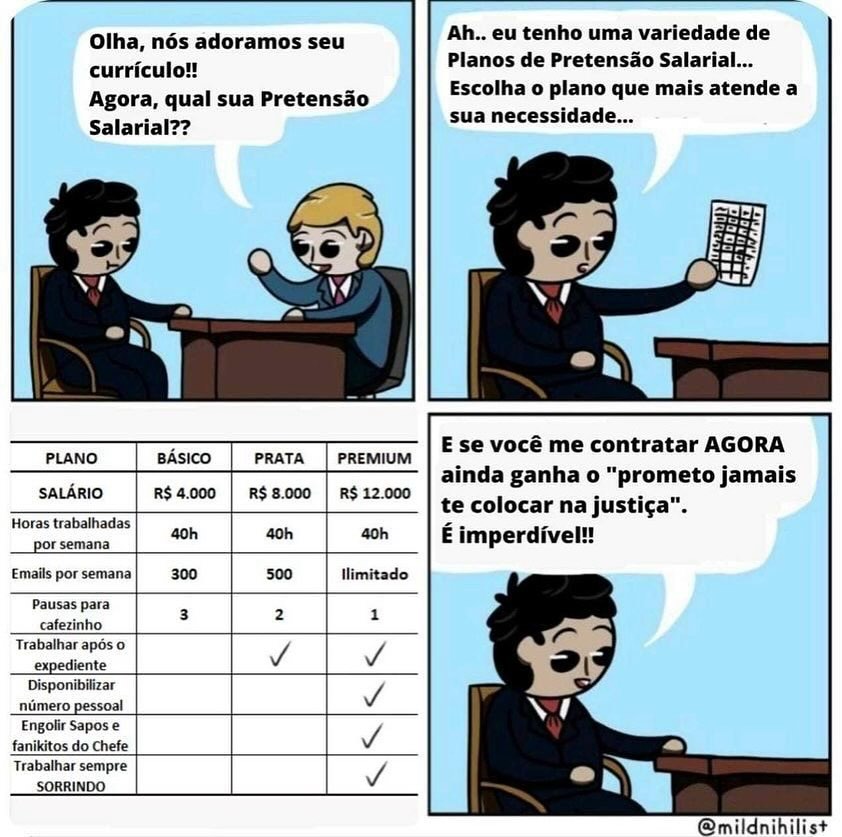 Olha, nós adoramos seu
currículo!!
Agora, qual sua Pretensão
Salarial??
Ah.. eu tenho uma variedade de
Planos de Pretensão Salarial...
Escolha o plano que mais atende a
sua necessidade...
PLANO BÁSICO PRATA PREMIUM
SALÁRIO R$ 4.000 R$ 8.000 R$ 12.000
Horas trabalhadas
por semana 40h 40h 40h
Emails por semana 300 500 Ilimitado
Pausas para
cafezinho 3 2 1
Trabalhar após o
expediente ✓ ✓
Disponibilizar
número pessoal ✓
Engolir Sapos e
fanikitos do Chefe ✓
Trabalhar sempre
SORRINDO ✓
E se você me contratar AGORA
ainda ganha o "prometo jamais
te colocar na justiça".
É imperdível!!
@mildnihilist